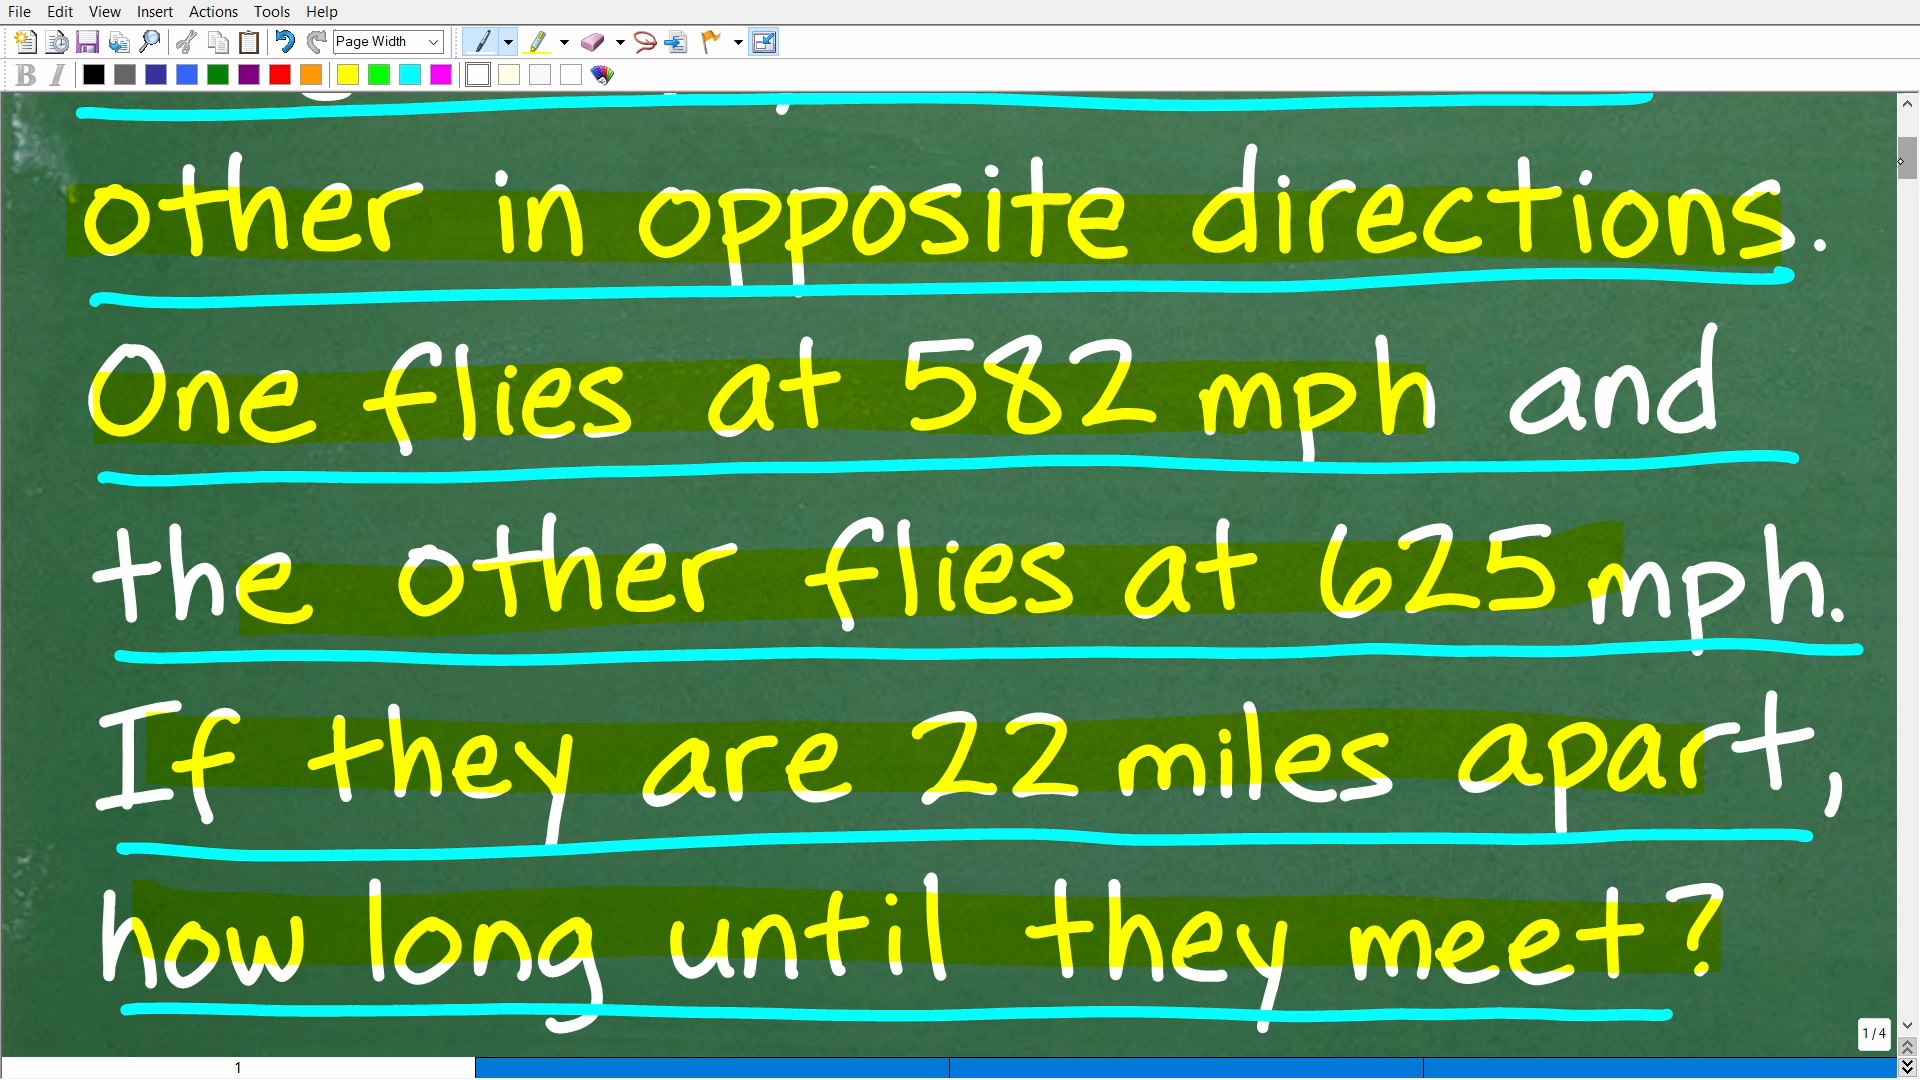 File Edit View Insert Actions Tools Help
Page Width
B I
other in opposite directions.
One flies at 582 mph and
the other flies at 625 mph.
If they are 22 miles apart,
how long until they meet?
1 / 4
1